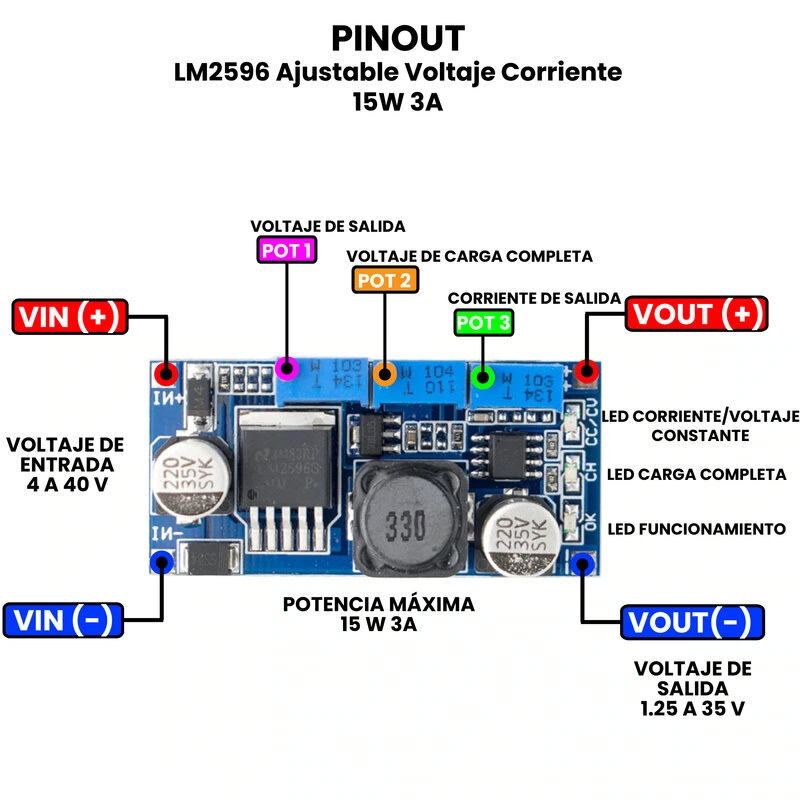 PINOUT
LM2596 Ajustable Voltaje Corriente
15W 3A
VOLTAJE DE SALIDA
POT 1
VOLTAJE DE CARGA COMPLETA
POT 2
CORRIENTE DE SALIDA
POT 3
VIN (+)
VOUT (+)
IN+
+
134
T
103
M
110
T
104
M
134
T
103
M
LED CORRIENTE/VOLTAJE
CONSTANTE
CC/CV
VOLTAJE DE
ENTRADA
4 A 40 V
220
35V
SYK
LM2596S
P+
330
220
35V
SYK
CH
LED CARGA COMPLETA
OK
LED FUNCIONAMIENTO
IN-
VIN (-)
POTENCIA MÁXIMA
15 W 3A
VOUT(-)
VOLTAJE DE
SALIDA
1.25 A 35 V